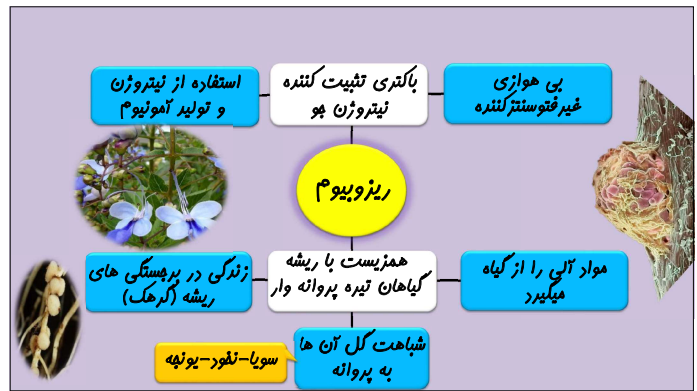 بی هوازی
غیرفتوسنتزکننده
باکتری تثبیت کننده
نیتروژن جو
استفاده از نیتروژن
و تولید آمونیوم
ریزوبیوم
مواد آلی را از گیاه
میگیرد
همزیست با ریشه
گیاهان تیره پروانه وار
زندگی در برجستگی های
ریشه (گرهک)
شباهت گل آن ها
به پروانه
سویا-نخود-یونجه